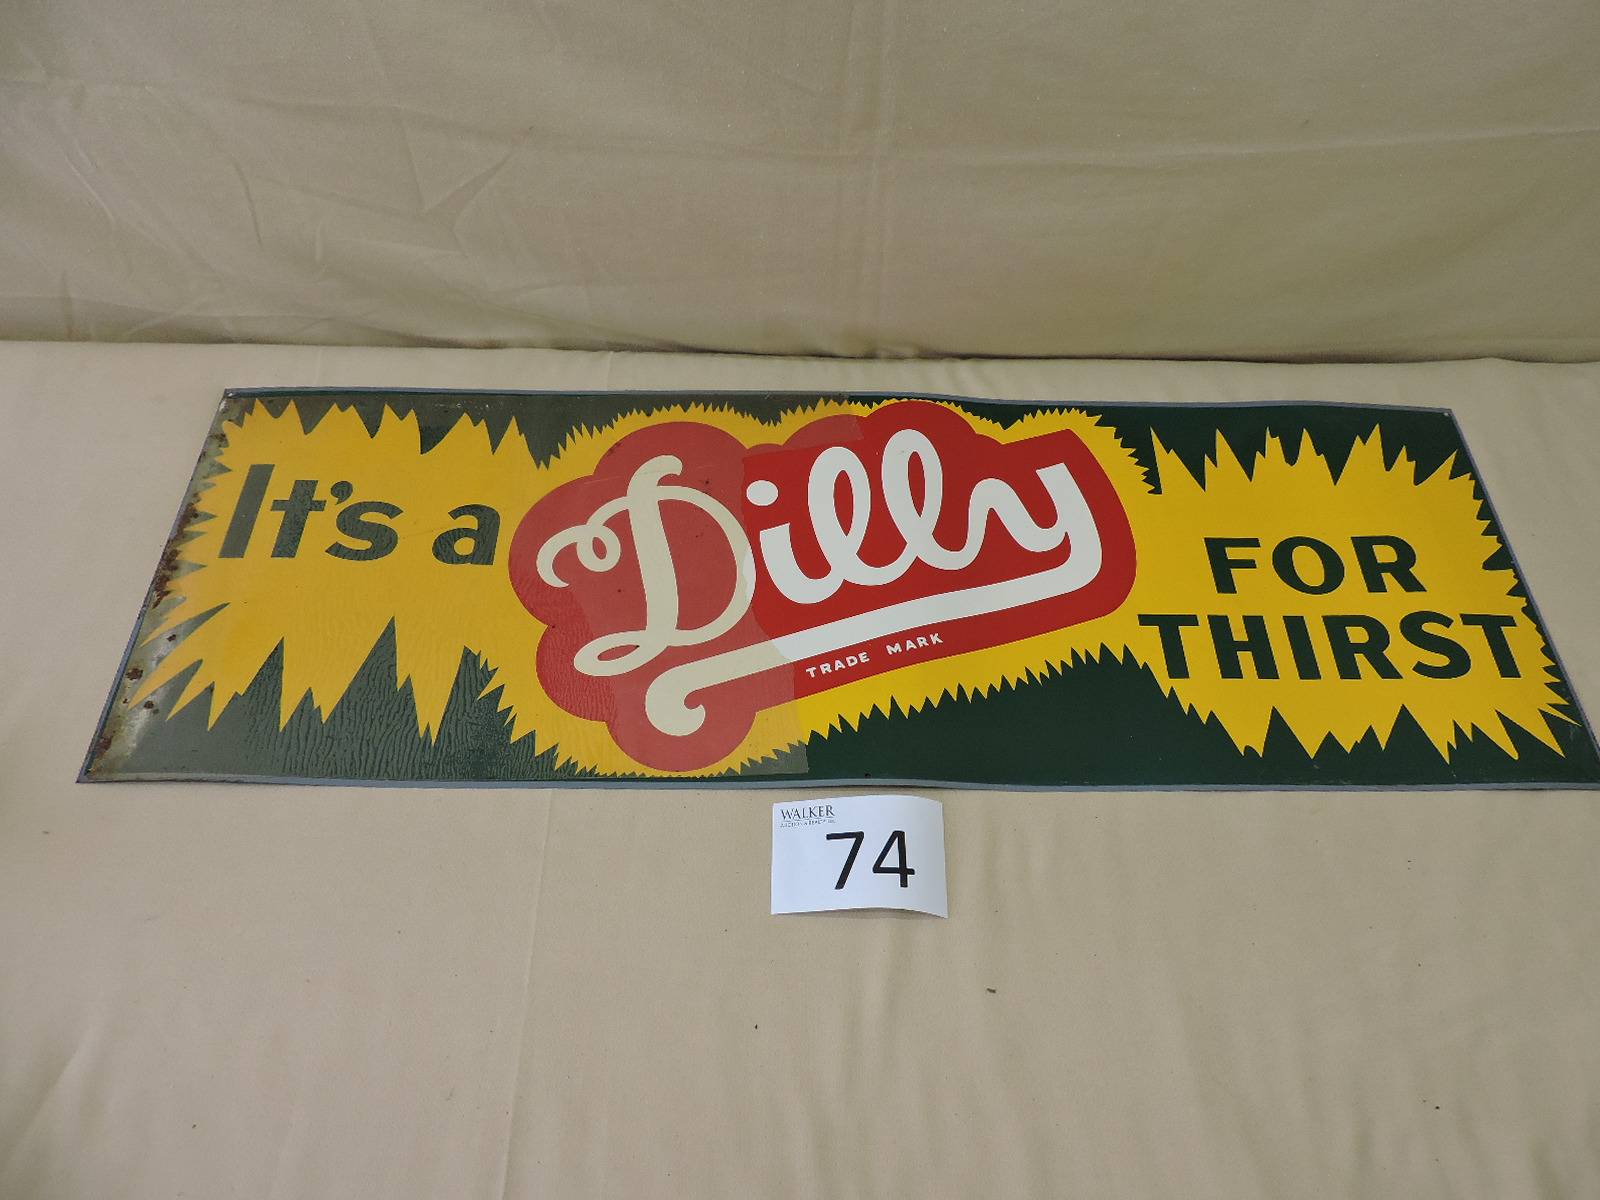 It's a
Dilly
TRADE MARK
FOR
THIRST
WALKER
74